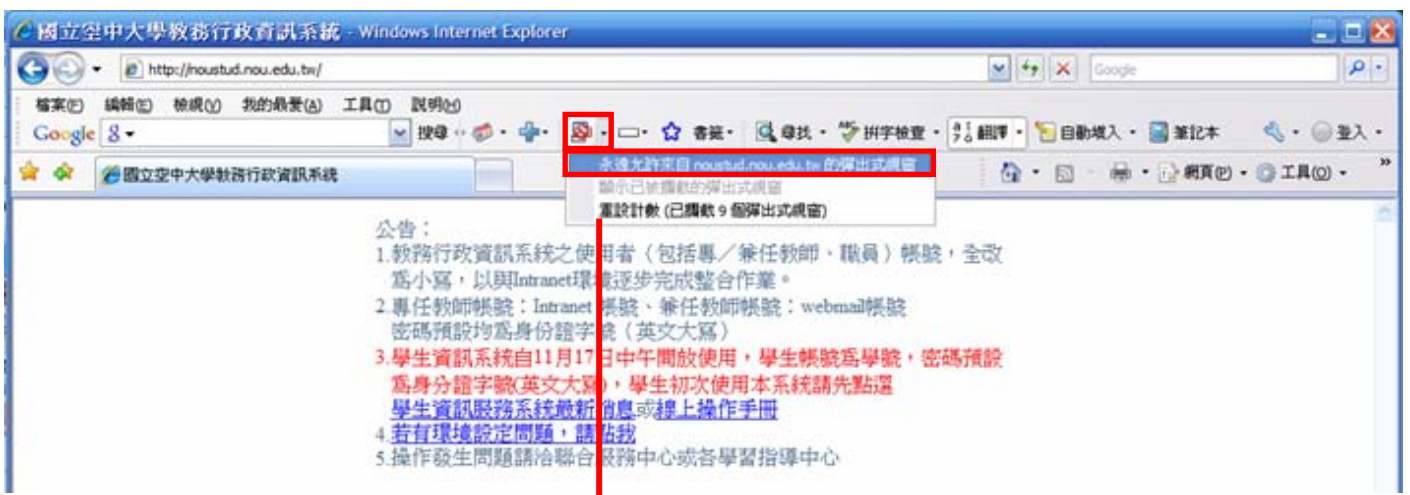 國立空中大學教務行政資訊系統 - Windows Internet Explorer
http://noustud.nou.edu.tw/
Google
檔案(F) 編輯(E) 檢視(V) 我的最愛(A) 工具(T) 說明(H)
Google 搜尋 書籤 尋找 拼字檢查 翻譯 自動填入 筆記本 登入
國立空中大學教務行政資訊系統
網頁(P) 工具(O)
永遠允許來自 noustud.nou.edu.tw 的彈出式視窗
顯示已被攔截的彈出式視窗
重設計數 (已攔截 9 個彈出式視窗)
公告：
1.教務行政資訊系統之使用者（包括專／兼任教師、職員）帳號，全改
為小寫，以與Intranet環境逐步完成整合作業。
2.專任教師帳號：Intranet 帳號、兼任教師帳號：webmail帳號
密碼預設均為身份證字號（英文大寫）
3.學生資訊系統自11月17日中午開放使用，學生帳號為學號，密碼預設
為身分證字號(英文大寫)，學生初次使用本系統請先點選
學生資訊服務系統最新消息或線上操作手冊
4.若有環境設定問題，請點我
5.操作發生問題請洽聯合服務中心或各學習指導中心